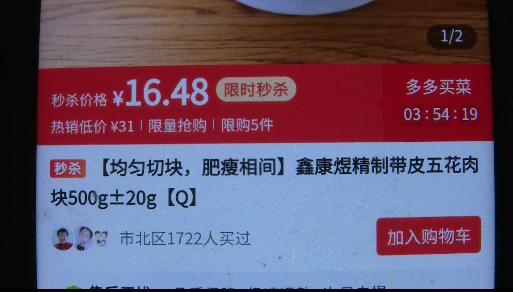 1/2
秒杀价格 ¥16.48 限时秒杀
多多买菜
热销低价 ¥31 | 限量抢购 | 限购5件
03:54:19
秒杀 【均匀切块，肥瘦相间】鑫康煜精制带皮五花肉
块500g±20g【Q】
市北区1722人买过
加入购物车